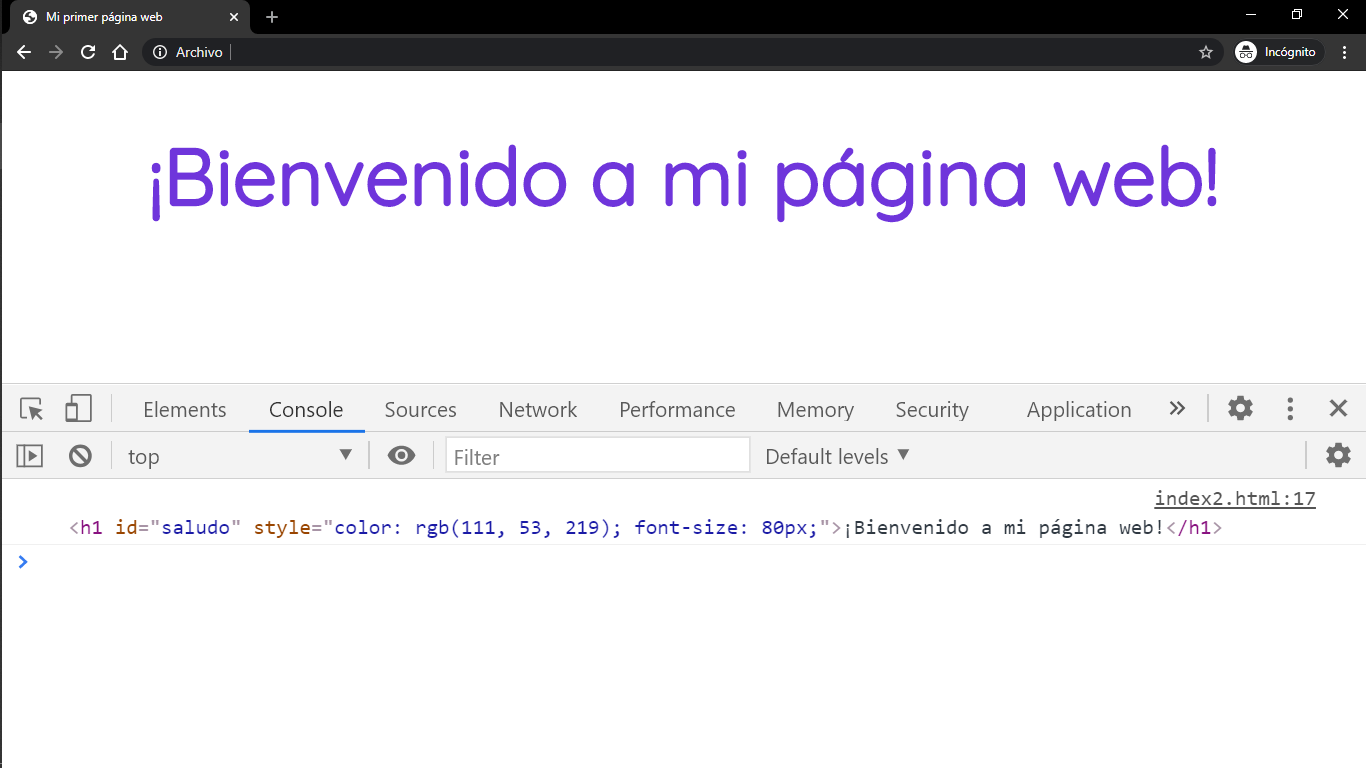 Mi primer página web
Archivo
Incógnito
¡Bienvenido a mi página web!
Elements Console Sources Network Performance Memory Security Application
top Filter Default levels
index2.html:17
<h1 id="saludo" style="color: rgb(111, 53, 219); font-size: 80px;">¡Bienvenido a mi página web!</h1>